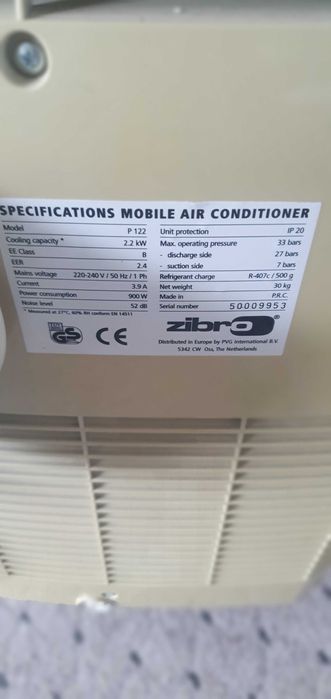 SPECIFICATIONS MOBILE AIR CONDITIONER
Model P 122
Cooling capacity * 2.2 kW
EE Class B
EER 2.4
Mains voltage 220-240 V / 50 Hz / 1 Ph
Current 3.9 A
Power consumption 900 W
Noise level 52 dB
* Measured at 27°C, 60% RH conform EN 14511
Unit protection IP 20
Max. operating pressure 33 bars
- discharge side 27 bars
- suction side 7 bars
Refrigerant charge R-407c / 500 g
Net weight 30 kg
Made in P.R.C.
Serial number 50009953
GS
CE
zibro®
Distributed in Europe by PVG International B.V.
5342 CW Oss, The Netherlands